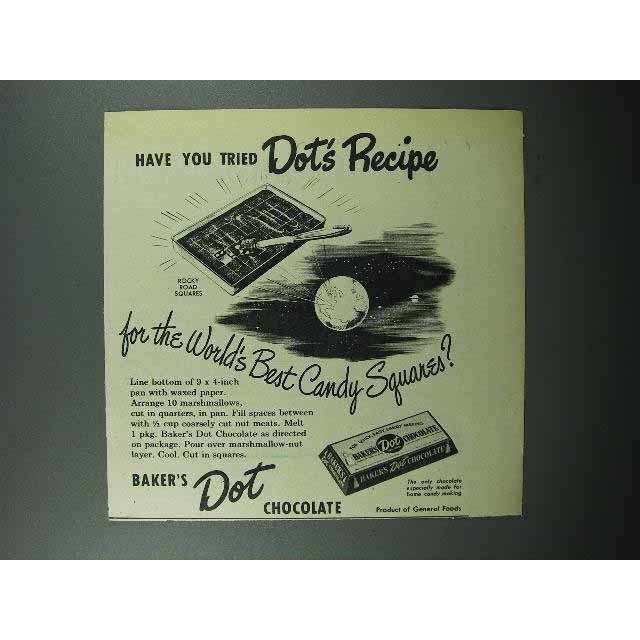 HAVE YOU TRIED Dot's Recipe
ROCKY
ROAD
SQUARES
for the World's Best Candy Squares?
Line bottom of 9 x 4-inch
pan with waxed paper.
Arrange 10 marshmallows,
cut in quarters, in pan. Fill spaces between
with ½ cup coarsely cut nut meats. Melt
1 pkg. Baker's Dot Chocolate as directed
on package. Pour over marshmallow-nut
layer. Cool. Cut in squares.
BAKER'S Dot CHOCOLATE
BAKER'S Dot CHOCOLATE
BAKER'S Dot CHOCOLATE
The only chocolate
especially made for
home candy making
Product of General Foods